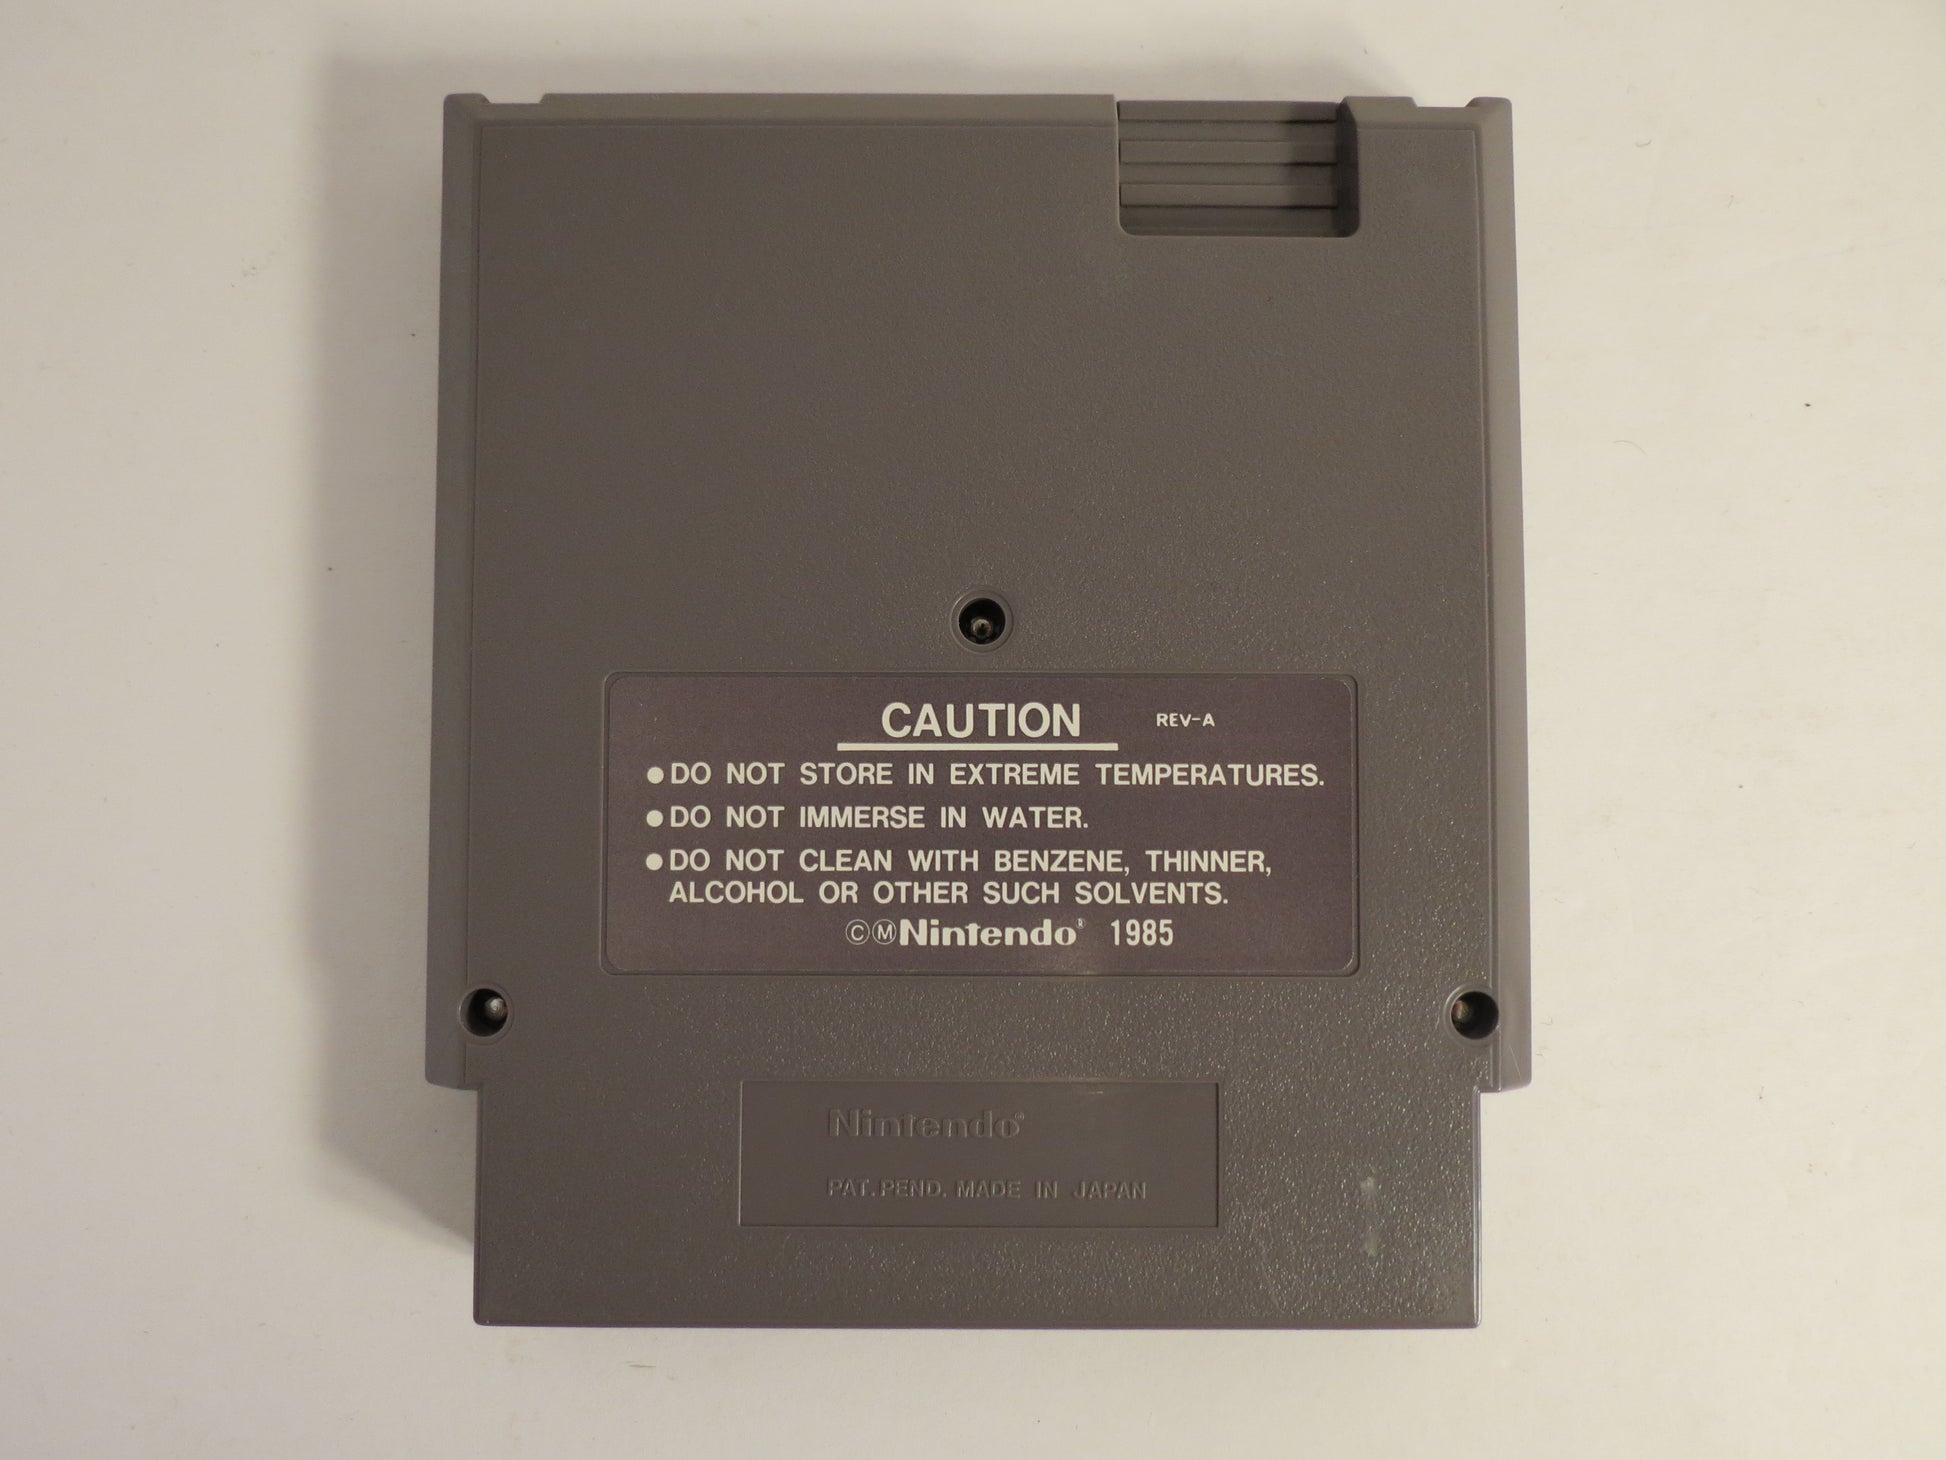 CAUTION REV-A
●DO NOT STORE IN EXTREME TEMPERATURES.
●DO NOT IMMERSE IN WATER.
●DO NOT CLEAN WITH BENZENE, THINNER,
ALCOHOL OR OTHER SUCH SOLVENTS.
ⒸⓂNintendo® 1985
Nintendo®
PAT. PEND. MADE IN JAPAN